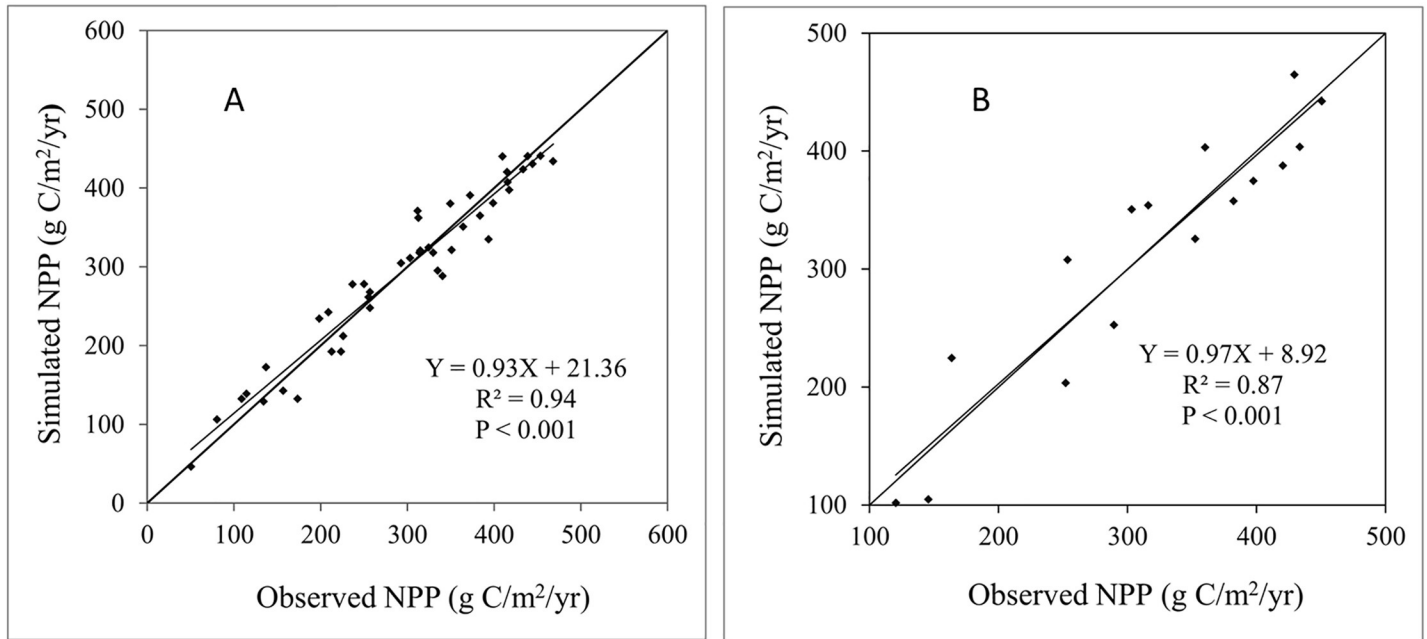 600
500
400
300
200
100
0
0 100 200 300 400 500 600
Simulated NPP (g C/m²/yr)
Observed NPP (g C/m²/yr)
A
Y = 0.93X + 21.36
R² = 0.94
P < 0.001
500
400
300
200
100
100 200 300 400 500
Simulated NPP (g C/m²/yr)
Observed NPP (g C/m²/yr)
B
Y = 0.97X + 8.92
R² = 0.87
P < 0.001